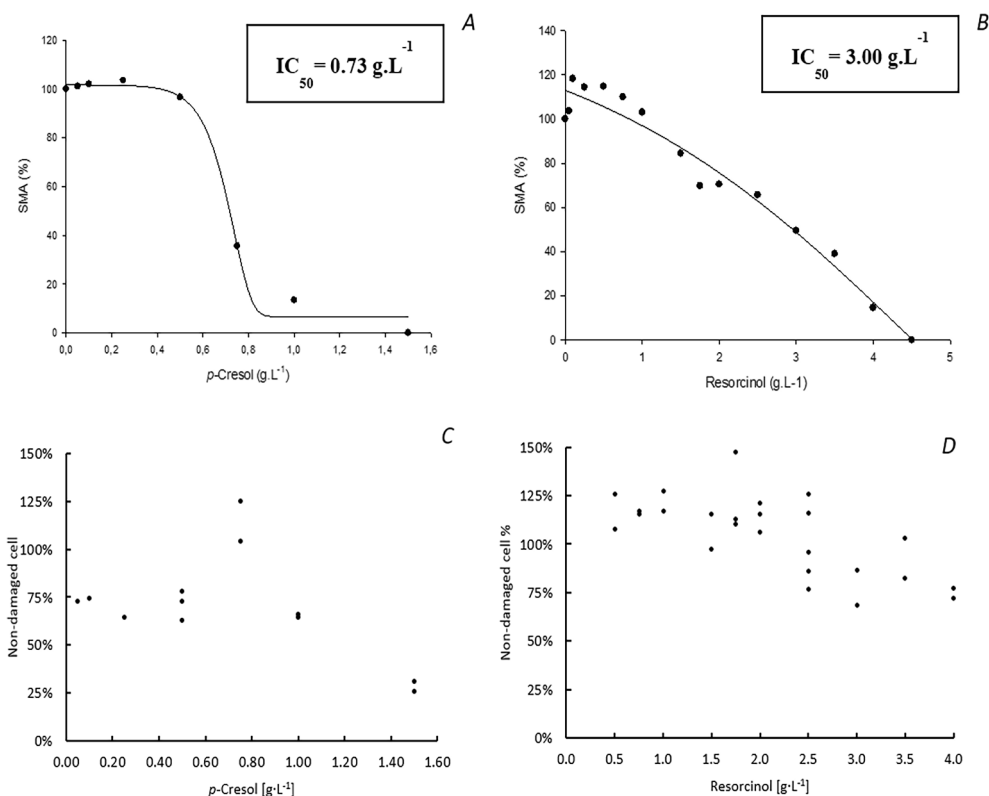 A
IC50 = 0.73 g.L-1
120
100
80
60
40
20
0
SMA (%)
0,0 0,2 0,4 0,6 0,8 1,0 1,2 1,4 1,6
p-Cresol (g.L-1)
B
IC50 = 3.00 g.L-1
140
120
100
80
60
40
20
0
SMA (%)
0 1 2 3 4 5
Resorcinol (g.L-1)
C
150%
125%
100%
75%
50%
25%
0%
Non-damaged cell
0.00 0.20 0.40 0.60 0.80 1.00 1.20 1.40 1.60
p-Cresol [g·L-1]
D
150%
125%
100%
75%
50%
25%
0%
Non-damaged cell %
0.0 0.5 1.0 1.5 2.0 2.5 3.0 3.5 4.0
Resorcinol [g·L-1]